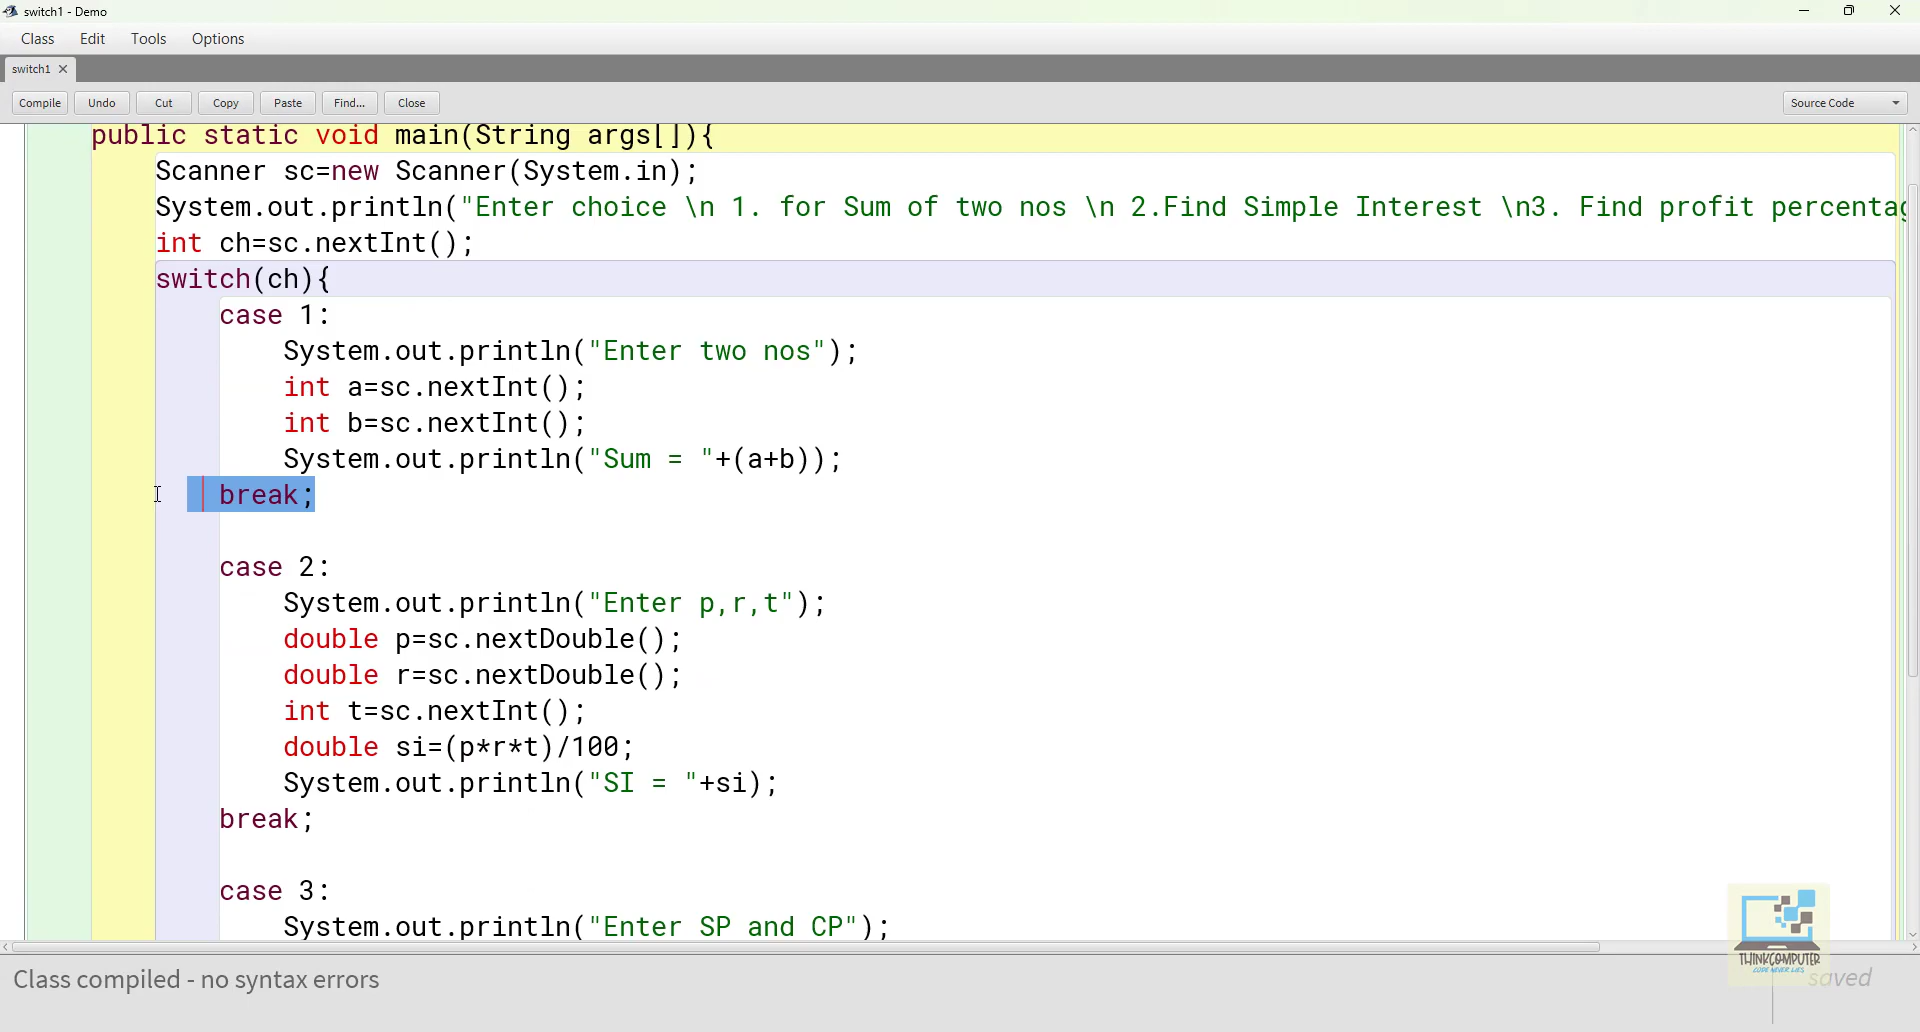 switch1 - Demo
Class Edit Tools Options
switch1
Compile Undo Cut Copy Paste Find... Close Source Code
public static void main(String args[]){
Scanner sc=new Scanner(System.in);
System.out.println("Enter choice \n 1. for Sum of two nos \n 2.Find Simple Interest \n3. Find profit percentag
int ch=sc.nextInt();
switch(ch){
case 1:
System.out.println("Enter two nos");
int a=sc.nextInt();
int b=sc.nextInt();
System.out.println("Sum = "+(a+b));
break;
case 2:
System.out.println("Enter p,r,t");
double p=sc.nextDouble();
double r=sc.nextDouble();
int t=sc.nextInt();
double si=(p*r*t)/100;
System.out.println("SI = "+si);
break;
case 3:
System.out.println("Enter SP and CP");
THINKCOMPUTER
CODE NEVER LIES
Class compiled - no syntax errors
saved